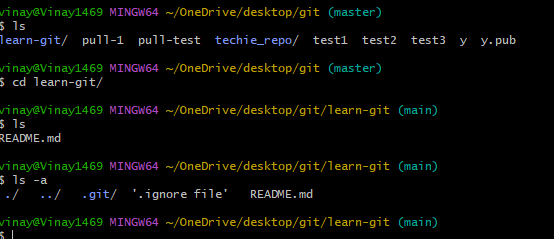 vinay@Vinay1469 MINGW64 ~/OneDrive/desktop/git (master)
$ ls
learn-git/ pull-1 pull-test techie_repo/ test1 test2 test3 y y.pub
vinay@Vinay1469 MINGW64 ~/OneDrive/desktop/git (master)
$ cd learn-git/
vinay@Vinay1469 MINGW64 ~/OneDrive/desktop/git/learn-git (main)
$ ls
README.md
vinay@Vinay1469 MINGW64 ~/OneDrive/desktop/git/learn-git (main)
$ ls -a
./ ../ .git/ '.ignore file' README.md
vinay@Vinay1469 MINGW64 ~/OneDrive/desktop/git/learn-git (main)
$